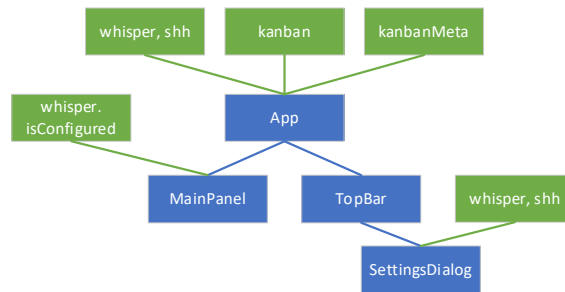 whisper, shh
kanban
kanbanMeta
whisper.
isConfigured
App
MainPanel
TopBar
whisper, shh
SettingsDialog